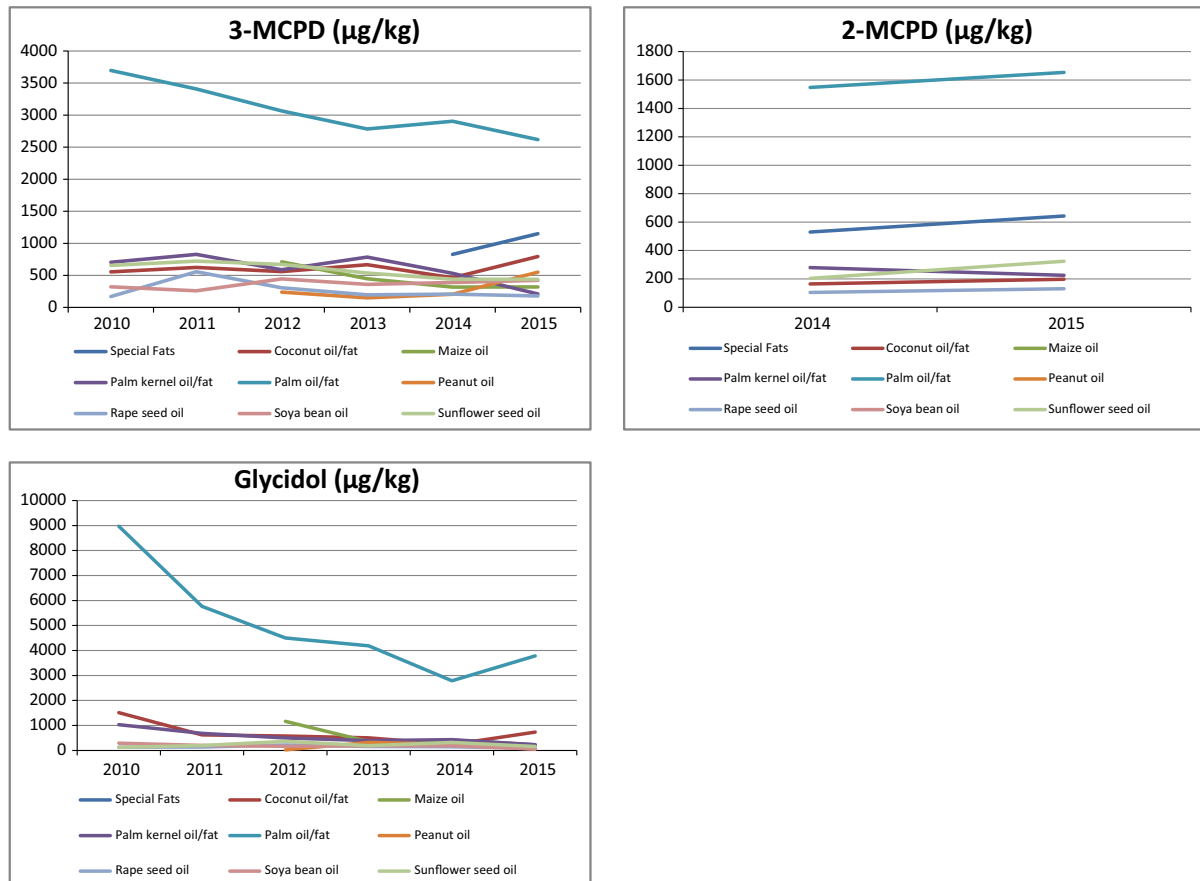 3-MCPD (µg/kg)
4000
3500
3000
2500
2000
1500
1000
500
0
2010 2011 2012 2013 2014 2015
Special Fats Coconut oil/fat Maize oil
Palm kernel oil/fat Palm oil/fat Peanut oil
Rape seed oil Soya bean oil Sunflower seed oil
2-MCPD (µg/kg)
1800
1600
1400
1200
1000
800
600
400
200
0
2014 2015
Special Fats Coconut oil/fat Maize oil
Palm kernel oil/fat Palm oil/fat Peanut oil
Rape seed oil Soya bean oil Sunflower seed oil
Glycidol (µg/kg)
10000
9000
8000
7000
6000
5000
4000
3000
2000
1000
0
2010 2011 2012 2013 2014 2015
Special Fats Coconut oil/fat Maize oil
Palm kernel oil/fat Palm oil/fat Peanut oil
Rape seed oil Soya bean oil Sunflower seed oil